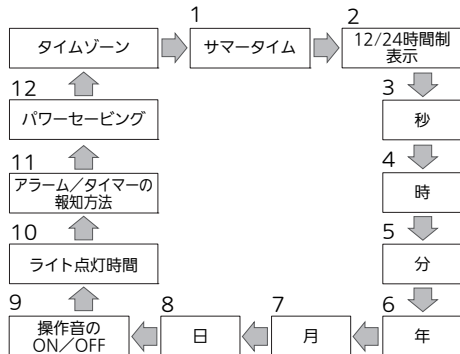 タイムゾーン
1
サマータイム
2
12/24時間制
表示
3
秒
4
時
5
分
6
年
7
月
8
日
9
操作音の
ON／OFF
10
ライト点灯時間
11
アラーム／タイマーの
報知方法
12
パワーセービング